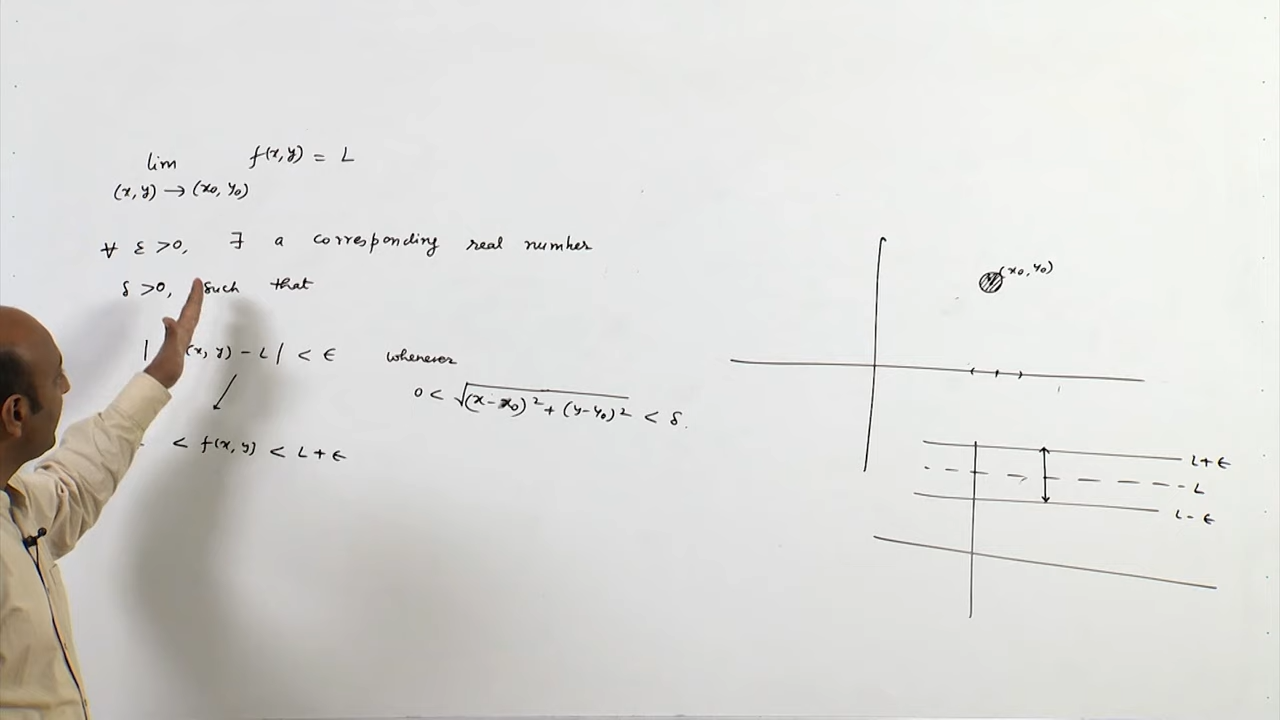 lim f(x,y) = L
(x,y) → (x₀,y₀)
∀ ε >0, ∃ a corresponding real number
δ >0, such that
| (x,y) - L | < ε whenever
0 < √(x-x₀)² + (y-y₀)² < δ.
< f(x,y) < L + ε
(x₀,y₀)
L+ε
L
L-ε